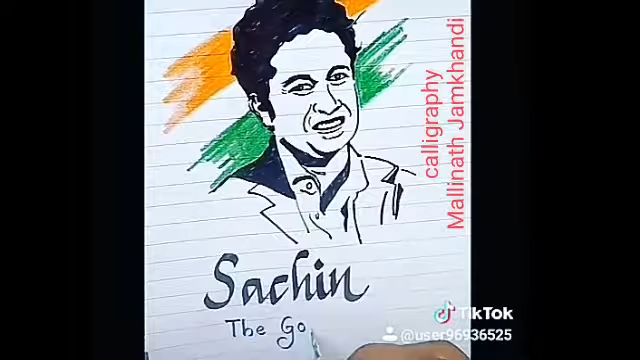 calligraphy
Mallinath Jamkhandi
Sachin
The Go
TikTok
@user96936525